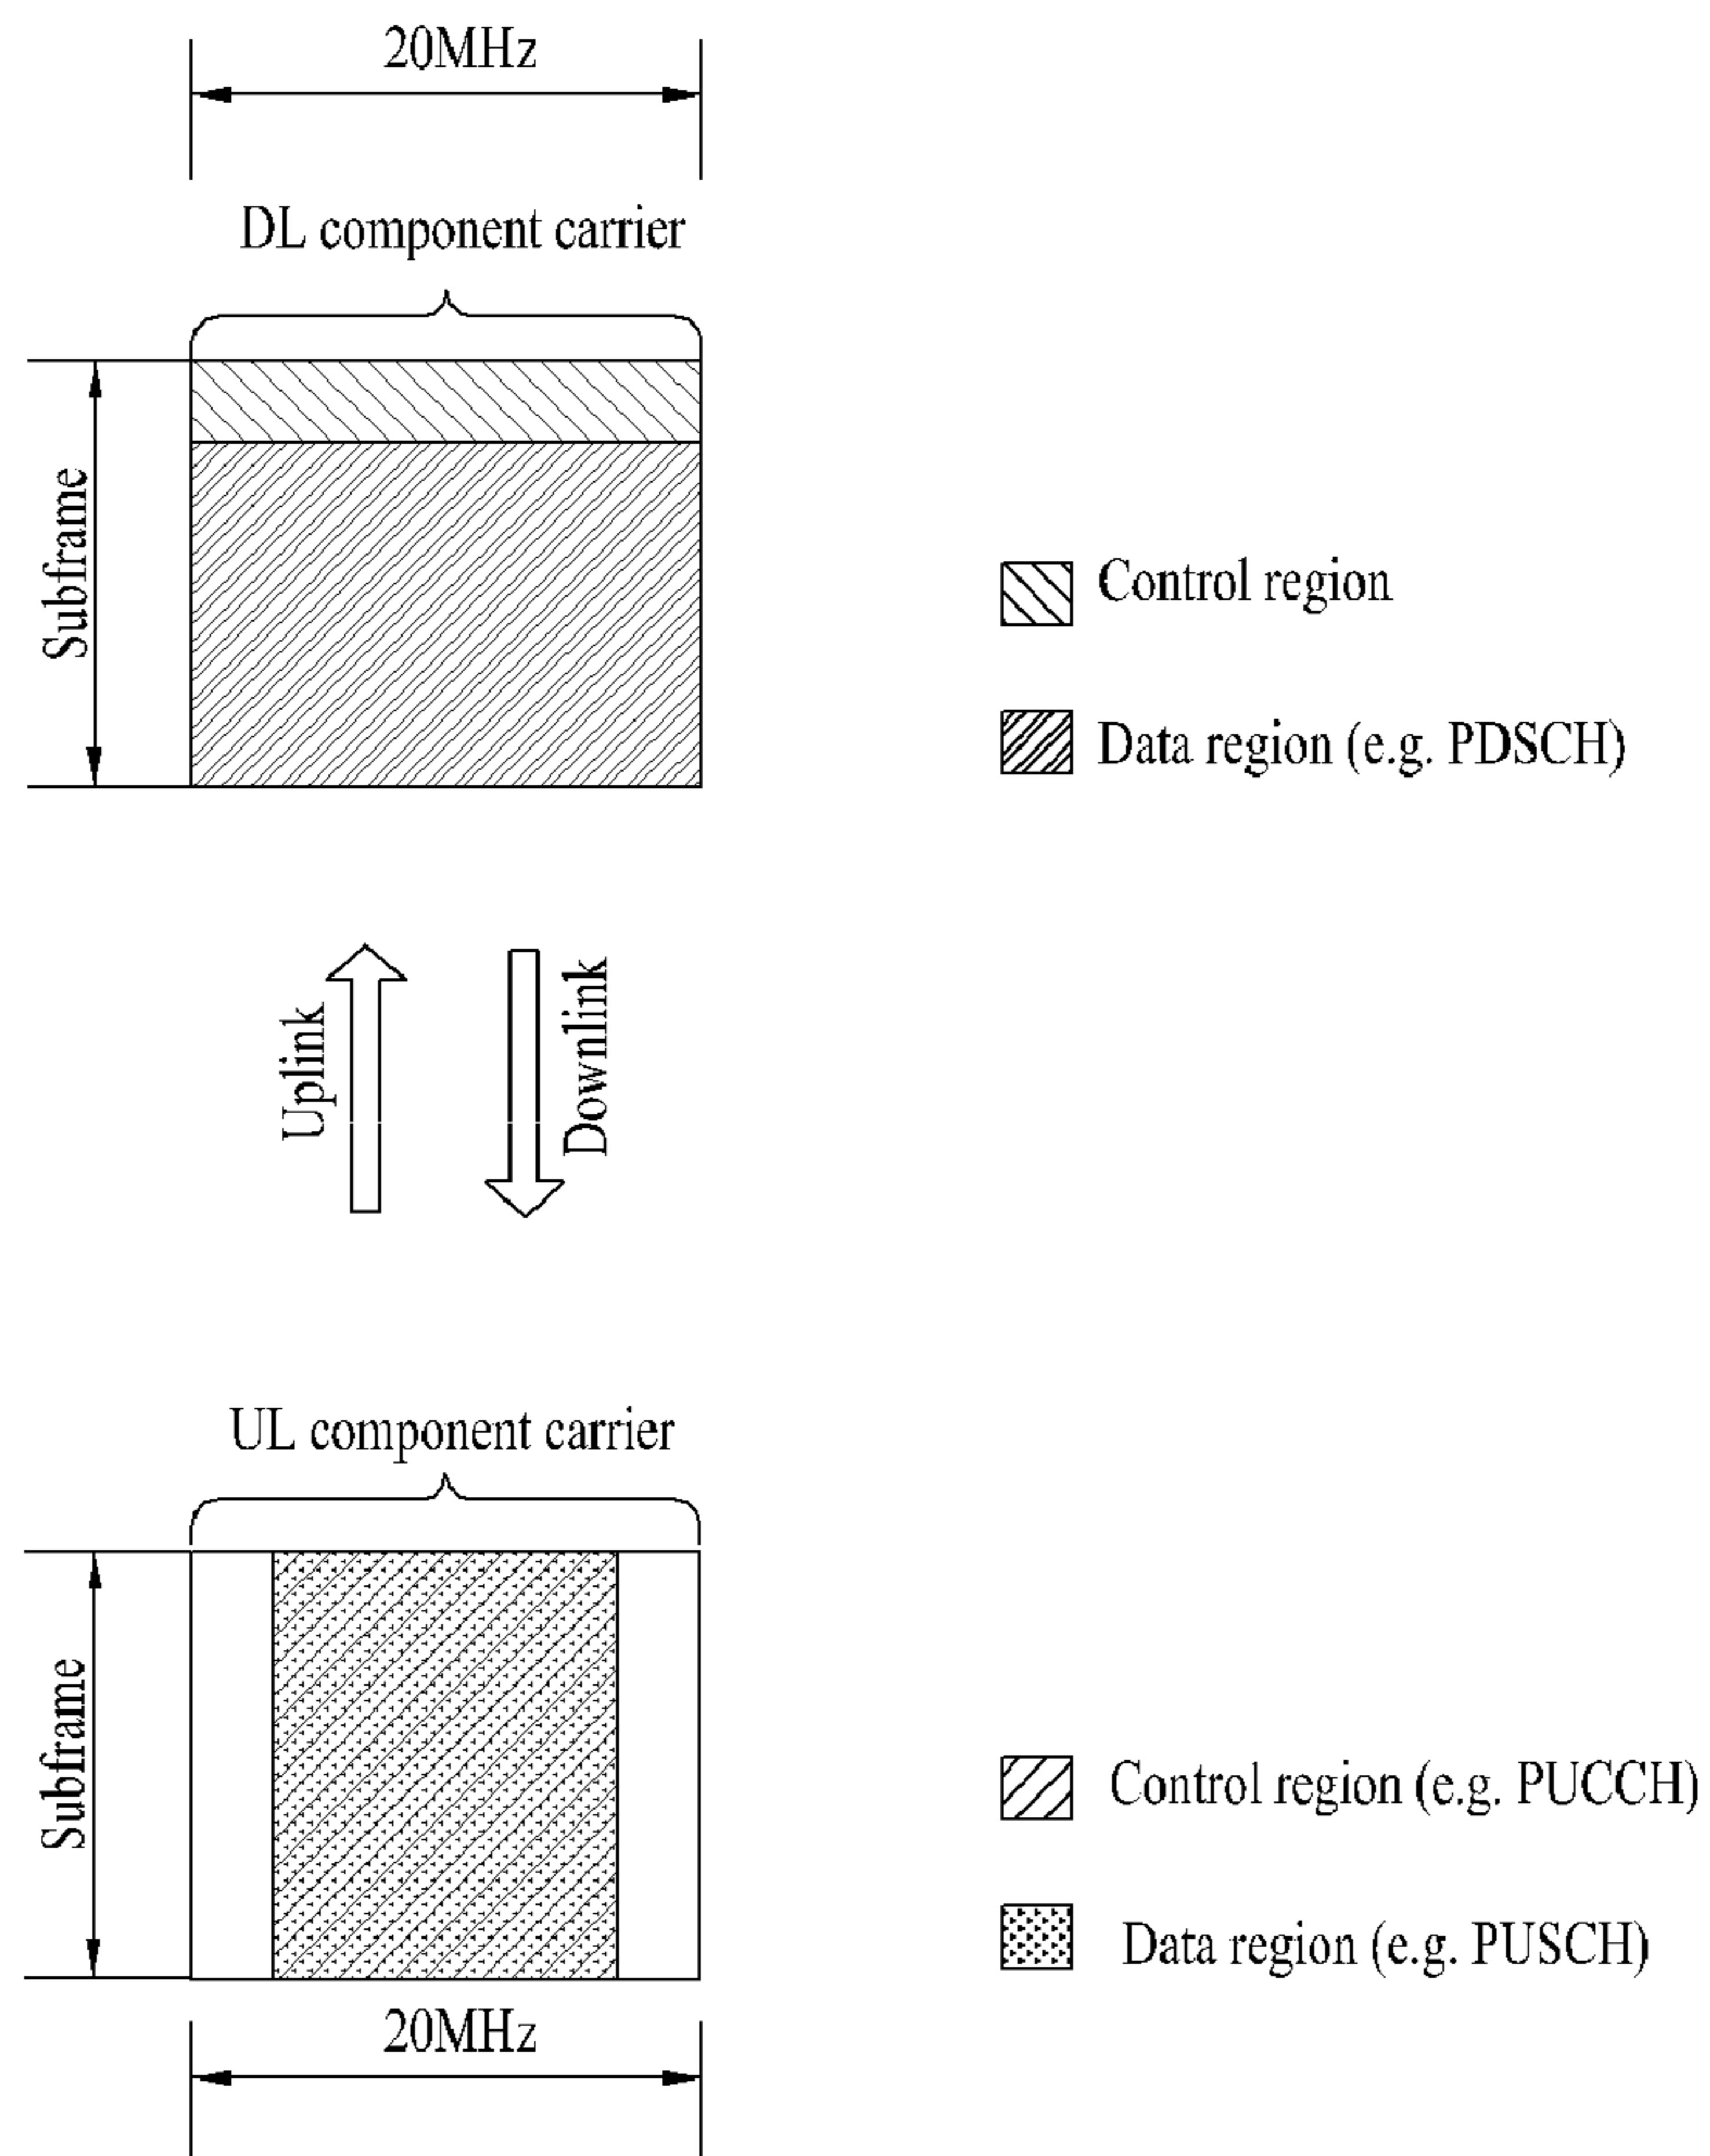 20MHz
DL component carrier
Subframe
Control region
Data region (e.g. PDSCH)
Uplink
Downlink
UL component carrier
Subframe
Control region (e.g. PUCCH)
Data region (e.g. PUSCH)
20MHz